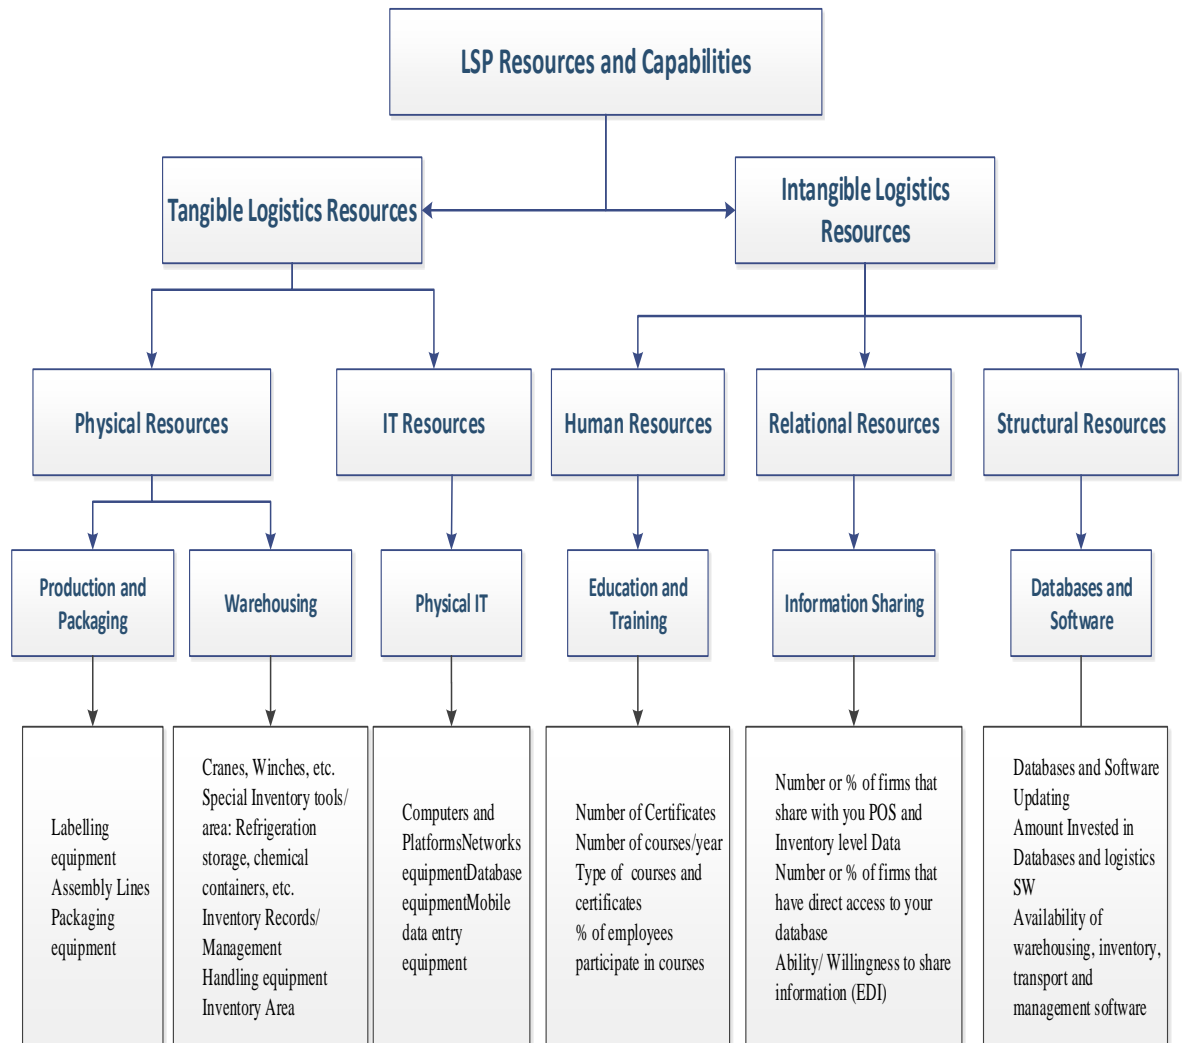 LSP Resources and Capabilities
Tangible Logistics Resources
Intangible Logistics
Resources
Physical Resources
IT Resources
Human Resources
Relational Resources
Structural Resources
Production and
Packaging
Warehousing
Physical IT
Education and
Training
Information Sharing
Databases and
Software
Labelling
equipment
Assembly Lines
Packaging
equipment
Cranes, Winches, etc.
Special Inventory tools/
area: Refrigeration
storage, chemical
containers, etc.
Inventory Records/
Management
Handling equipment
Inventory Area
Computers and
PlatformsNetworks
equipmentDatabase
equipmentMobile
data entry
equipment
Number of Certificates
Number of courses/year
Type of courses and
certificates
% of employees
participate in courses
Number or % of firms that
share with you POS and
Inventory level Data
Number or % of firms that
have direct access to your
database
Ability/ Willingness to share
information (EDI)
Databases and Software
Updating
Amount Invested in
Databases and logistics
SW
Availability of
warehousing, inventory,
transport and
management software